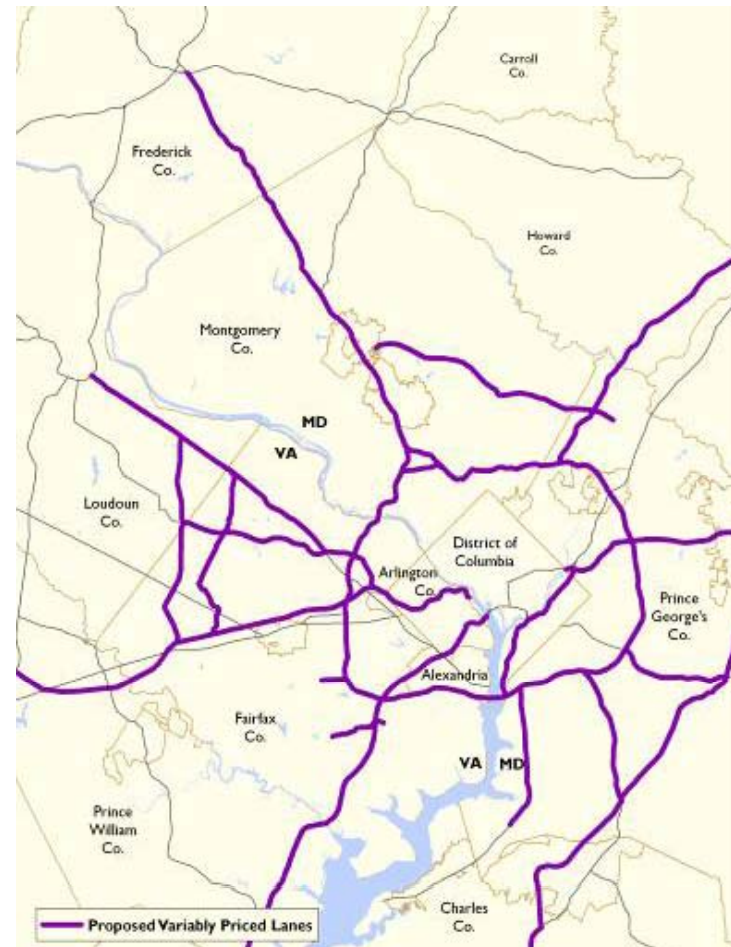 Carroll
Co.
Frederick
Co.
Howard
Co.
Montgomery
Co.
MD
VA
Loudoun
Co.
District of
Columbia
Arlington
Co.
Prince
George's
Co.
Alexandria
Fairfax
Co.
VA
MD
Prince
William
Co.
Charles
Co.
Proposed Variably Priced Lanes